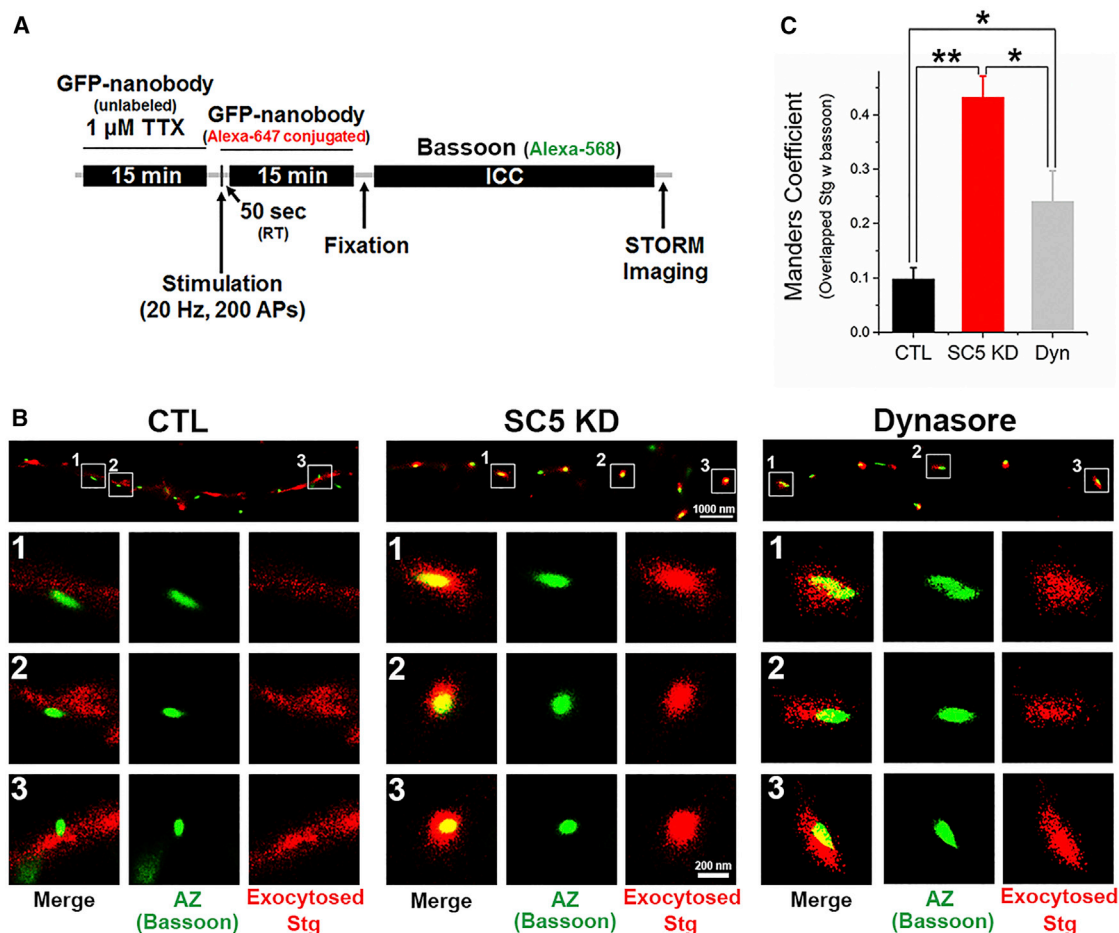 A
GFP-nanobody
(unlabeled)
1 µM TTX
GFP-nanobody
(Alexa-647 conjugated)
Bassoon (Alexa-568)
15 min
15 min
ICC
50 sec
(RT)
Fixation
STORM
Imaging
Stimulation
(20 Hz, 200 APs)
C
*
**
*
Manders Coefficient
(Overlapped Stg w bassoon)
0.4
0.3
0.2
0.1
0.0
CTL
SC5 KD
Dyn
B
CTL
SC5 KD
Dynasore
1
2
3
1
2
3
1000 nm
1
2
3
1
1
1
2
2
2
3
3
3
200 nm
Merge
AZ
(Bassoon)
Exocytosed
Stg
Merge
AZ
(Bassoon)
Exocytosed
Stg
Merge
AZ
(Bassoon)
Exocytosed
Stg